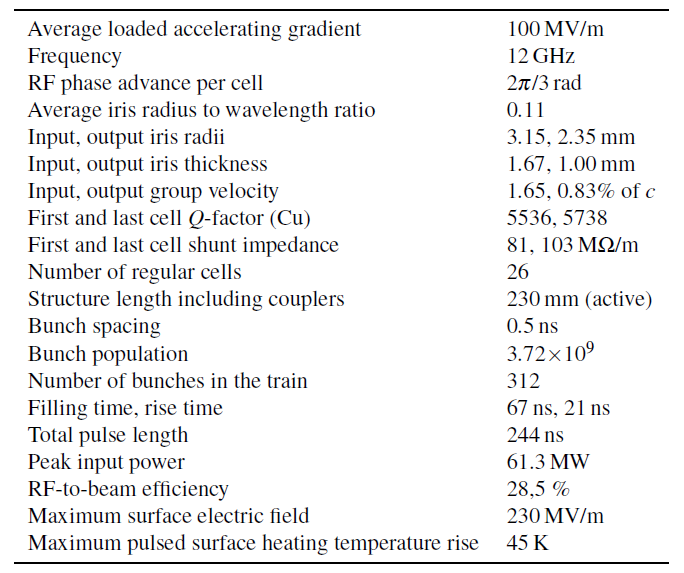 Average loaded accelerating gradient 100 MV/m
Frequency 12 GHz
RF phase advance per cell 2π/3 rad
Average iris radius to wavelength ratio 0.11
Input, output iris radii 3.15, 2.35 mm
Input, output iris thickness 1.67, 1.00 mm
Input, output group velocity 1.65, 0.83% of c
First and last cell Q-factor (Cu) 5536, 5738
First and last cell shunt impedance 81, 103 MΩ/m
Number of regular cells 26
Structure length including couplers 230 mm (active)
Bunch spacing 0.5 ns
Bunch population 3.72×10⁹
Number of bunches in the train 312
Filling time, rise time 67 ns, 21 ns
Total pulse length 244 ns
Peak input power 61.3 MW
RF-to-beam efficiency 28,5 %
Maximum surface electric field 230 MV/m
Maximum pulsed surface heating temperature rise 45 K